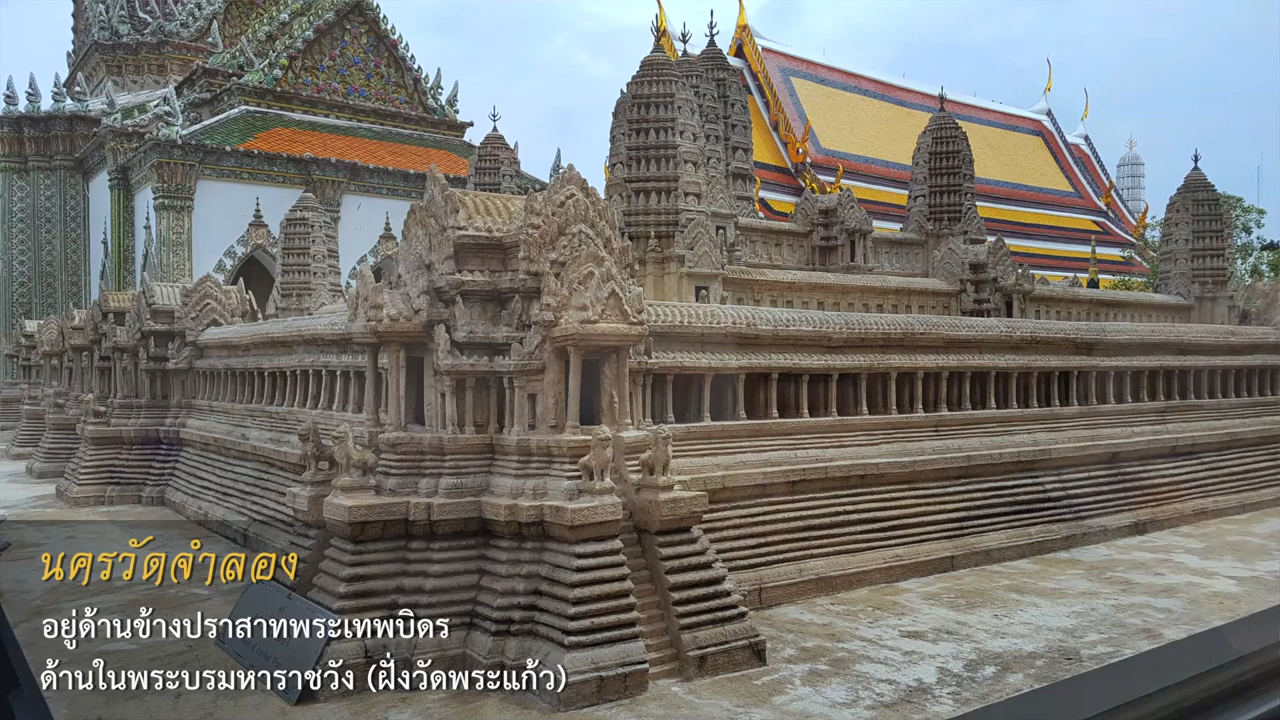 นครวัดจำลอง
อยู่ด้านข้างปราสาทพระเทพบิดร
ด้านในพระบรมหาราชวัง (ฝั่งวัดพระแก้ว)